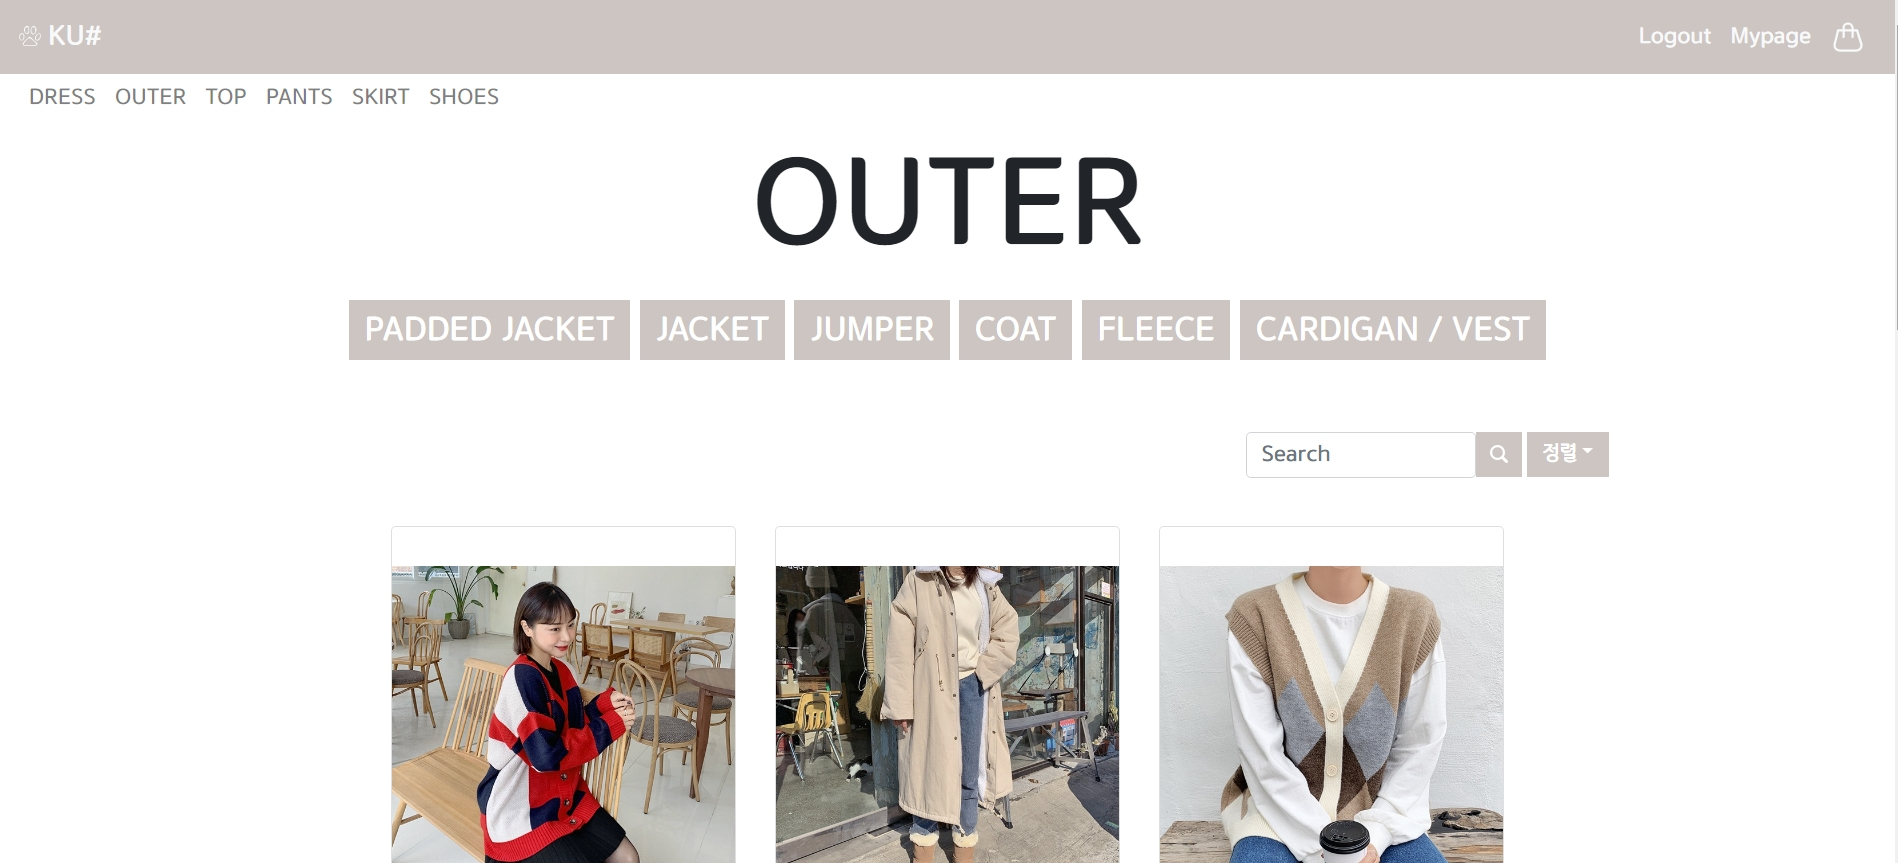 KU#
Logout Mypage
DRESS OUTER TOP PANTS SKIRT SHOES
OUTER
PADDED JACKET JACKET JUMPER COAT FLEECE CARDIGAN / VEST
Search 정렬